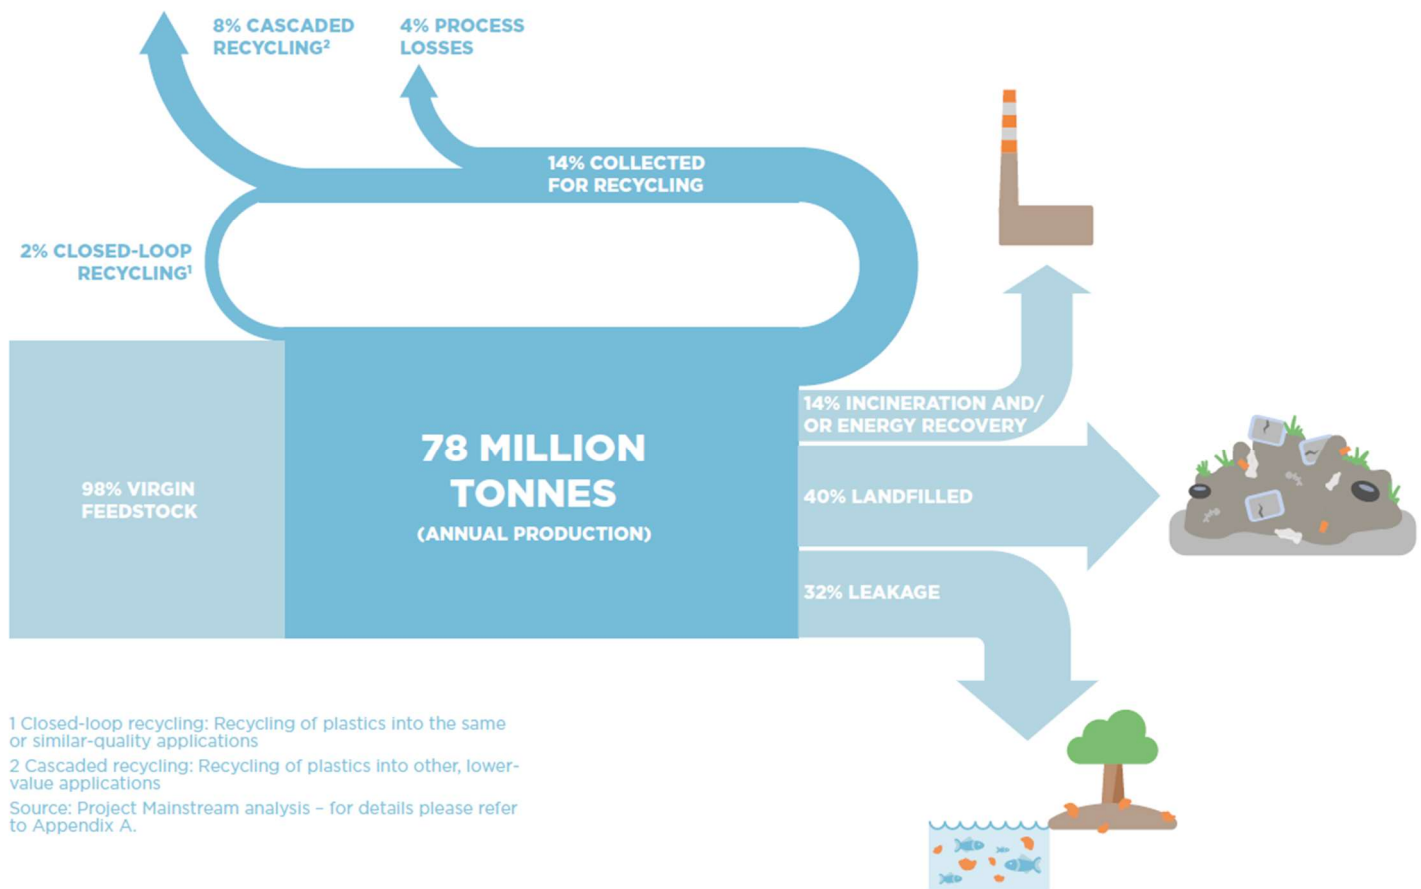 8% CASCADED
RECYCLING²
4% PROCESS
LOSSES
14% COLLECTED
FOR RECYCLING
2% CLOSED-LOOP
RECYCLING¹
98% VIRGIN
FEEDSTOCK
78 MILLION
TONNES
(ANNUAL PRODUCTION)
14% INCINERATION AND/
OR ENERGY RECOVERY
40% LANDFILLED
32% LEAKAGE
1 Closed-loop recycling: Recycling of plastics into the same
or similar-quality applications
2 Cascaded recycling: Recycling of plastics into other, lower-
value applications
Source: Project Mainstream analysis – for details please refer
to Appendix A.